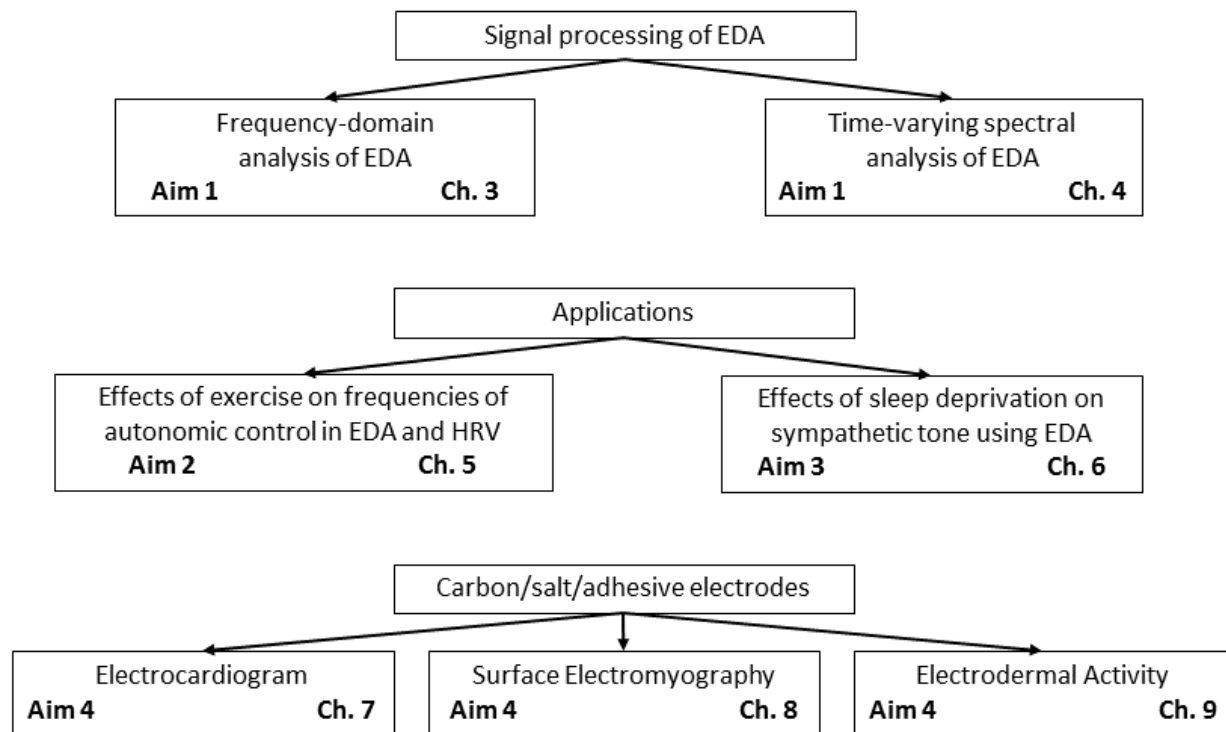 Signal processing of EDA
Frequency-domain
analysis of EDA
Aim 1 Ch. 3
Time-varying spectral
analysis of EDA
Aim 1 Ch. 4
Applications
Effects of exercise on frequencies of
autonomic control in EDA and HRV
Aim 2 Ch. 5
Effects of sleep deprivation on
sympathetic tone using EDA
Aim 3 Ch. 6
Carbon/salt/adhesive electrodes
Electrocardiogram
Aim 4 Ch. 7
Surface Electromyography
Aim 4 Ch. 8
Electrodermal Activity
Aim 4 Ch. 9